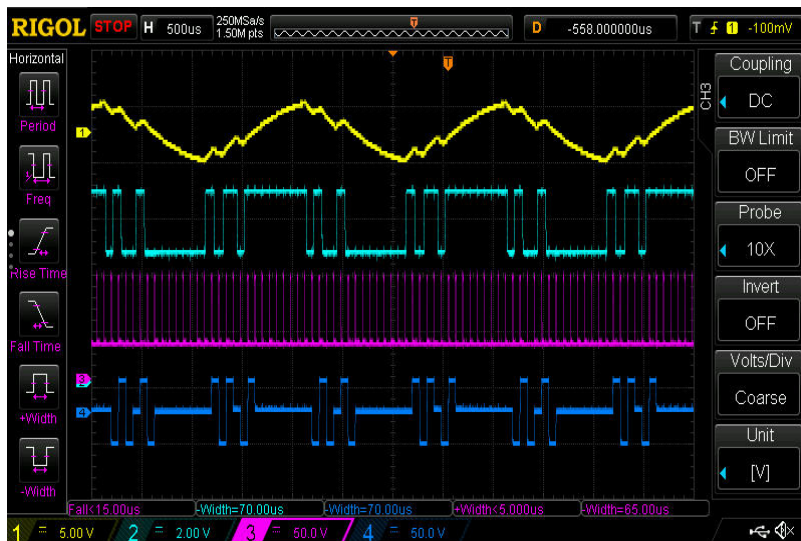 RIGOL STOP H 500us 250MSa/s 1.50M pts T D -558.000000us T 1 -100mV
Horizontal
Period
Freq
Rise Time
Fall Time
+Width
-Width
T
1
3
2
4
CH3
Coupling
DC
BW Limit
OFF
Probe
10X
Invert
OFF
Volts/Div
Coarse
Unit
[V]
Fall<15.00us -Width=70.00us -Width=70.00us +Width<5.000us -Width=65.00us
1 = 5.00 V 2 = 2.00 V 3 = 50.0 V 4 = 50.0 V